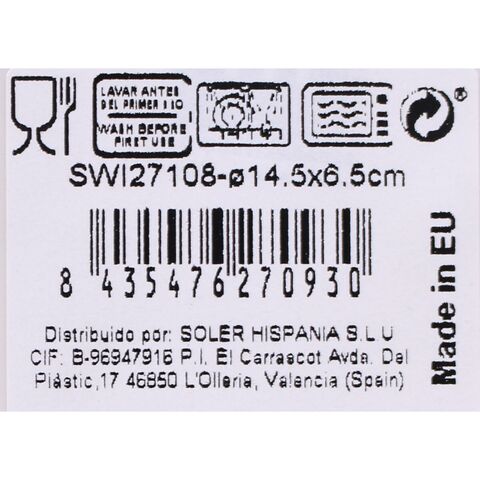 LAVAR ANTES
DEL PRIMER USO
WASH BEFORE
FIRST USE
®
SWI27108-ø14.5x6.5cm
8 435476 270930
Made in EU
Distribuido por: SOLER HISPANIA S.L U
CIF: B-96947916 P.I. El Carrascot Avda. Del
Plàstic,17 46850 L'Olleria, Valencia (Spain)